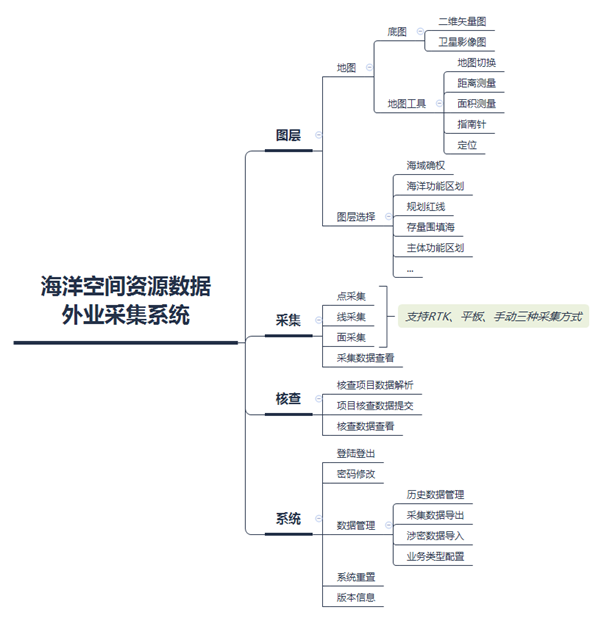 海洋空间资源数据
外业采集系统
图层
地图
底图
二维矢量图
卫星影像图
地图工具
地图切换
距离测量
面积测量
指南针
定位
图层选择
海域确权
海洋功能区划
规划红线
存量围填海
主体功能区划
...
采集
点采集
线采集
面采集
支持RTK、平板、手动三种采集方式
采集数据查看
核查
核查项目数据解析
项目核查数据提交
核查数据查看
系统
登陆登出
密码修改
数据管理
历史数据管理
采集数据导出
涉密数据导入
业务类型配置
系统重置
版本信息